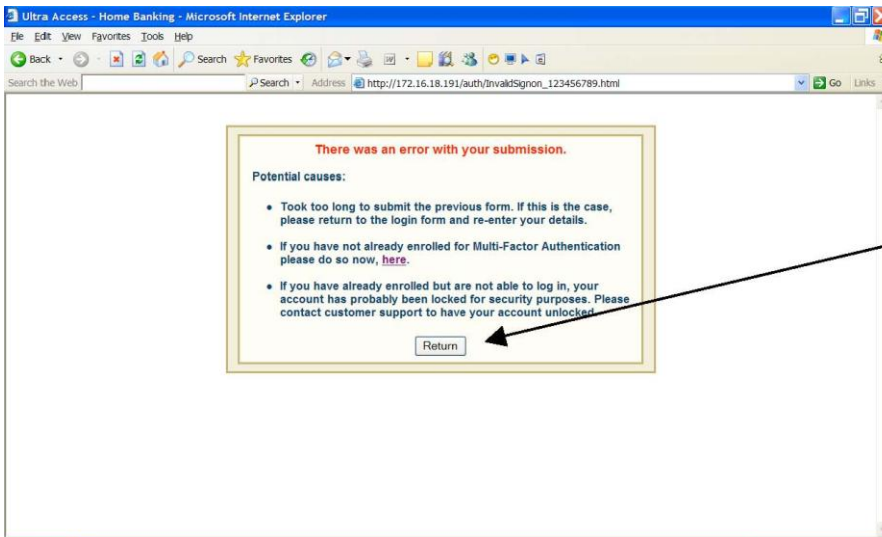 Ultra Access - Home Banking - Microsoft Internet Explorer
File Edit View Favorites Tools Help
Back Search Favorites
Search the Web Search Address http://172.16.18.191/auth/InvalidSignon_123456789.html Go Links
There was an error with your submission.
Potential causes:
• Took too long to submit the previous form. If this is the case,
please return to the login form and re-enter your details.
• If you have not already enrolled for Multi-Factor Authentication
please do so now, here.
• If you have already enrolled but are not able to log in, your
account has probably been locked for security purposes. Please
contact customer support to have your account unlocked.
Return